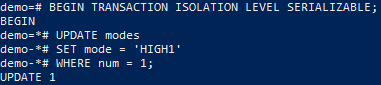 demo=# BEGIN TRANSACTION ISOLATION LEVEL SERIALIZABLE;
BEGIN
demo=*# UPDATE modes
demo-*# SET mode = 'HIGH1'
demo-*# WHERE num = 1;
UPDATE 1